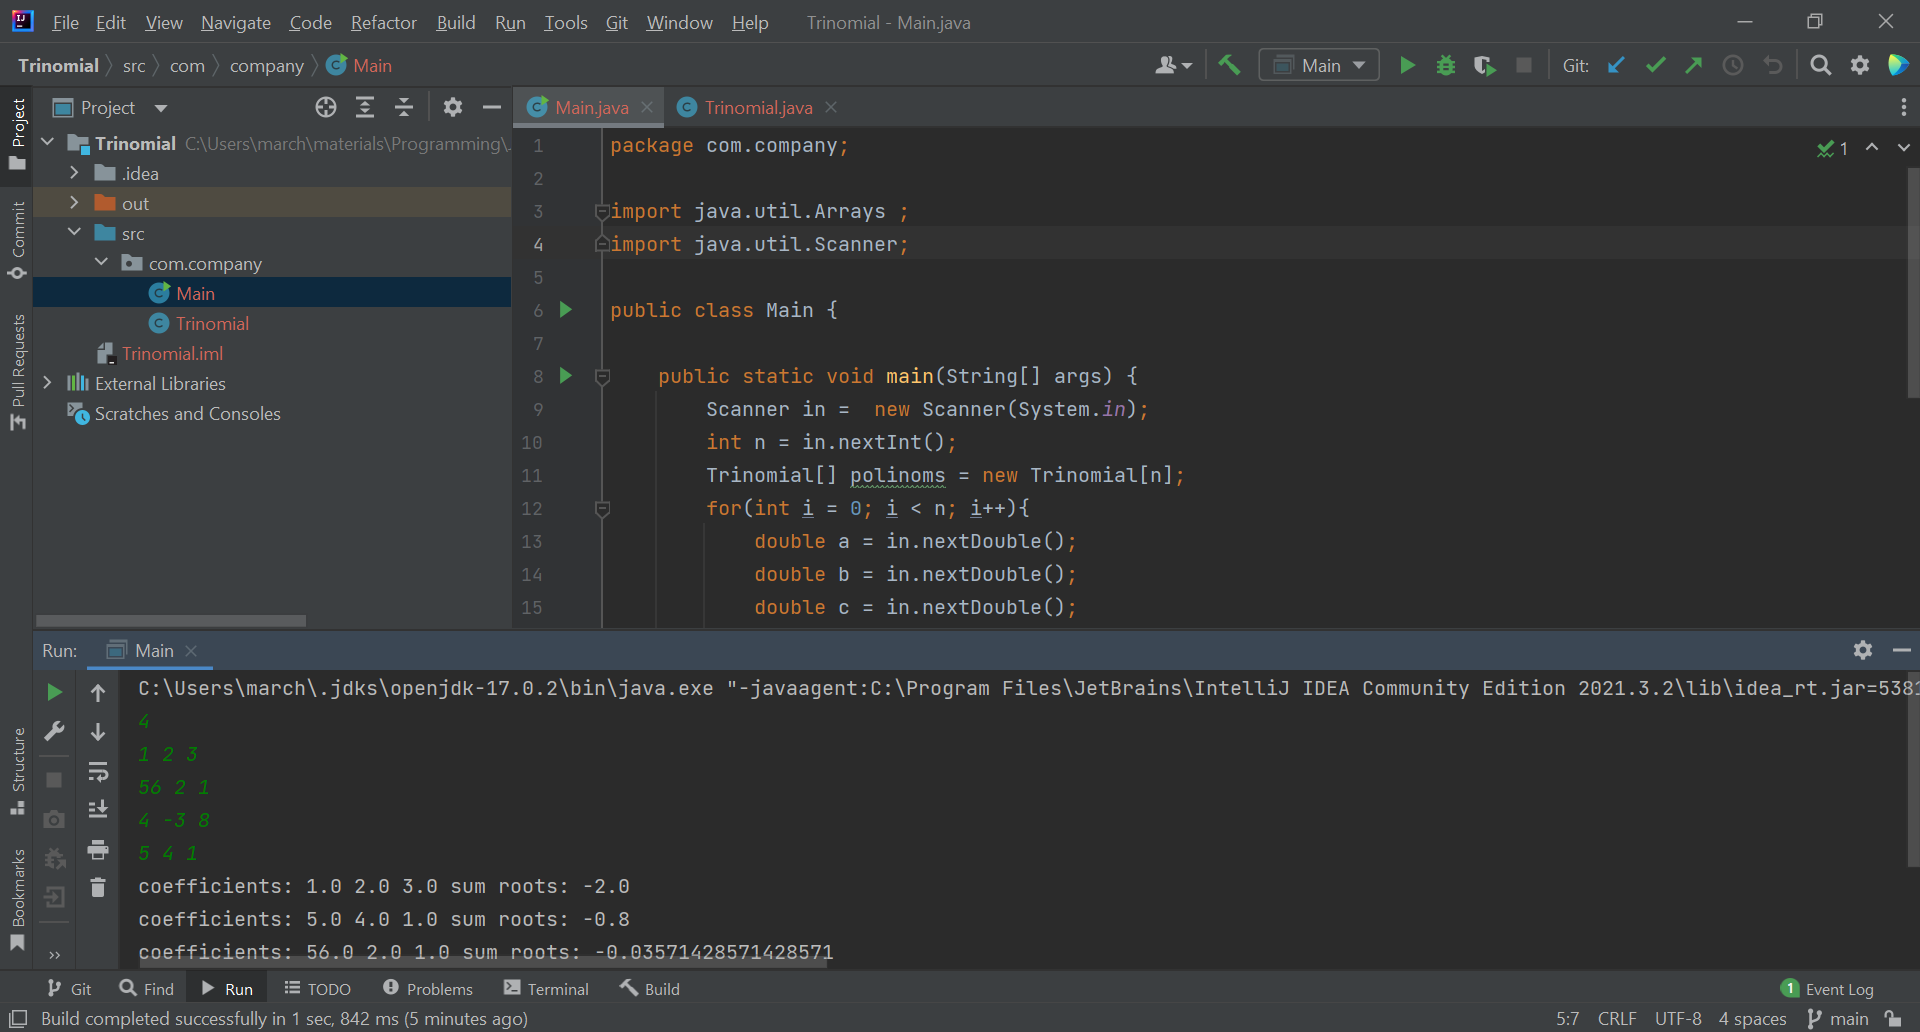 File Edit View Navigate Code Refactor Build Run Tools Git Window Help Trinomial - Main.java
Trinomial src com company Main
Main Git:
Project
Main.java Trinomial.java
Project
Commit
Pull Requests
Structure
Bookmarks
Trinomial C:\Users\march\materials\Programming\.
.idea
out
src
com.company
Main
Trinomial
Trinomial.iml
External Libraries
Scratches and Consoles
1 package com.company;
2
3 import java.util.Arrays ;
4 import java.util.Scanner;
5
6 public class Main {
7
8 public static void main(String[] args) {
9 Scanner in =  new Scanner(System.in);
10 int n = in.nextInt();
11 Trinomial[] polinoms = new Trinomial[n];
12 for(int i = 0; i < n; i++){
13 double a = in.nextDouble();
14 double b = in.nextDouble();
15 double c = in.nextDouble();
1
Run: Main
C:\Users\march\.jdks\openjdk-17.0.2\bin\java.exe "-javaagent:C:\Program Files\JetBrains\IntelliJ IDEA Community Edition 2021.3.2\lib\idea_rt.jar=5381
4
1 2 3
56 2 1
4 -3 8
5 4 1
coefficients: 1.0 2.0 3.0 sum roots: -2.0
coefficients: 5.0 4.0 1.0 sum roots: -0.8
coefficients: 56.0 2.0 1.0 sum roots: -0.03571428571428571
Git Find Run TODO Problems Terminal Build 1 Event Log
Build completed successfully in 1 sec, 842 ms (5 minutes ago) 5:7 CRLF UTF-8 4 spaces main